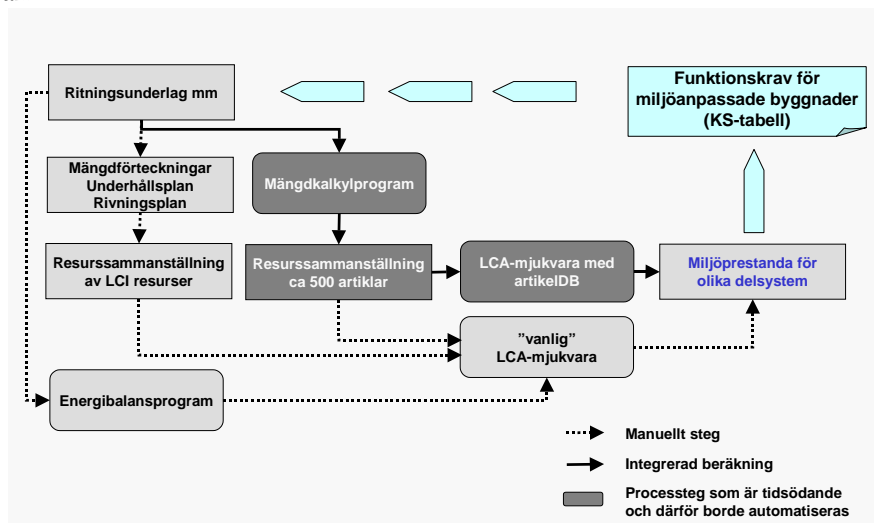 Ritningsunderlag mm
Funktionskrav för
miljöanpassade byggnader
(KS-tabell)
Mängdförteckningar
Underhållsplan
Rivningsplan
Mängdkalkylprogram
Resurssammanställning
av LCI resurser
Resurssammanställning
ca 500 artiklar
LCA-mjukvara med
artikelDB
Miljöprestanda för
olika delsystem
”vanlig”
LCA-mjukvara
Energibalansprogram
Manuellt steg
Integrerad beräkning
Processteg som är tidsödande
och därför borde automatiseras